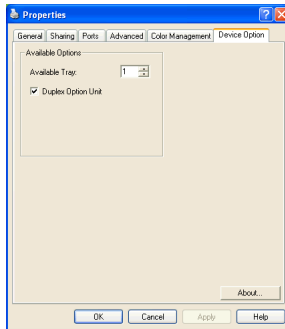 Properties
General Sharing Ports Advanced Color Management Device Option
Available Options
Available Tray: 1
Duplex Option Unit
About...
OK Cancel Apply Help